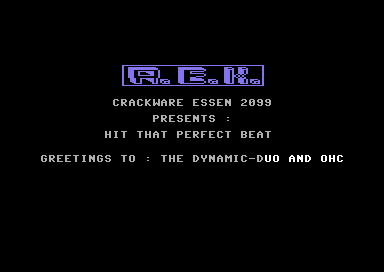 A.E.K.
CRACKWARE ESSEN 2099
PRESENTS :
HIT THAT PERFECT BEAT
GREETINGS TO : THE DYNAMIC-DUO AND OHC